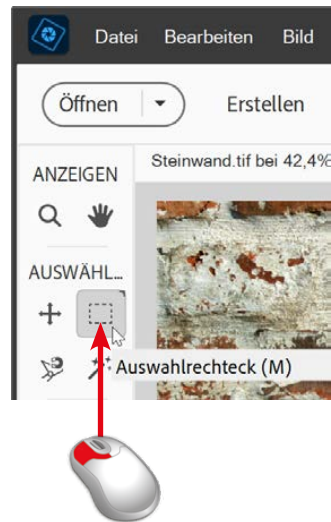 Datei Bearbeiten Bild
Öffnen Erstellen
Steinwand.tif bei 42,4%
ANZEIGEN
AUSWÄHL...
Auswahlrechteck (M)